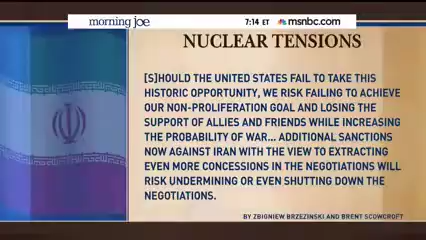 morning joe
7:14 ET
msnbc.com
NUCLEAR TENSIONS
[S]HOULD THE UNITED STATES FAIL TO TAKE THIS
HISTORIC OPPORTUNITY, WE RISK FAILING TO ACHIEVE
OUR NON-PROLIFERATION GOAL AND LOSING THE
SUPPORT OF ALLIES AND FRIENDS WHILE INCREASING
THE PROBABILITY OF WAR... ADDITIONAL SANCTIONS
NOW AGAINST IRAN WITH THE VIEW TO EXTRACTING
EVEN MORE CONCESSIONS IN THE NEGOTIATIONS WILL
RISK UNDERMINING OR EVEN SHUTTING DOWN THE
NEGOTIATIONS.
BY ZBIGNIEW BRZEZINSKI AND BRENT SCOWCROFT